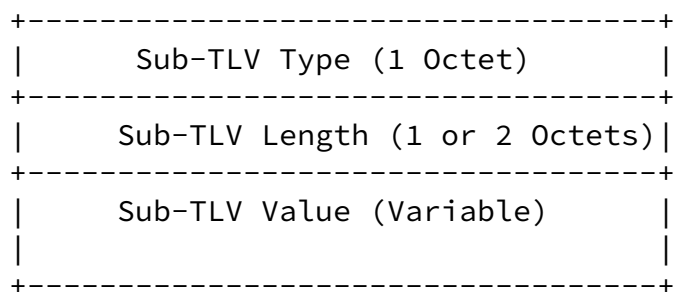 Sub-TLV Type (1 Octet)
Sub-TLV Length (1 or 2 Octets)
Sub-TLV Value (Variable)